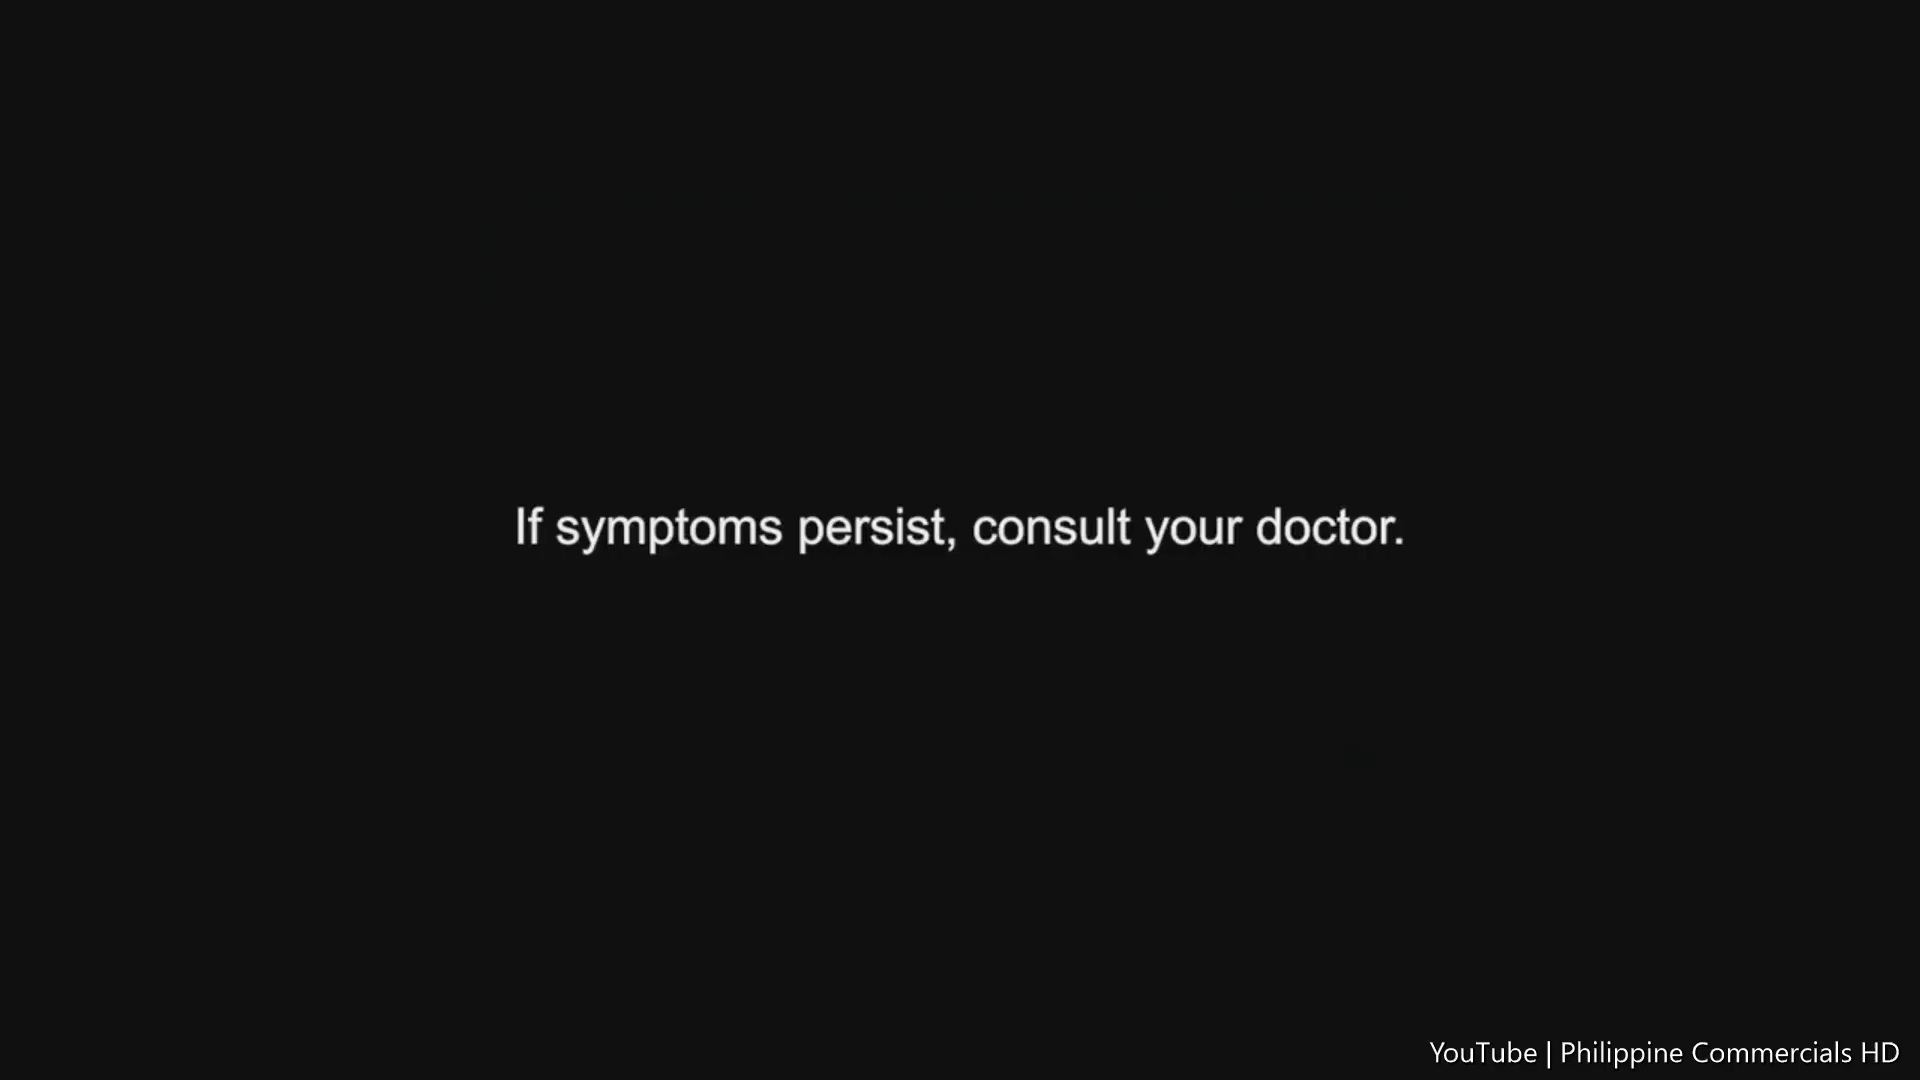 If symptoms persist, consult your doctor.
YouTube | Philippine Commercials HD